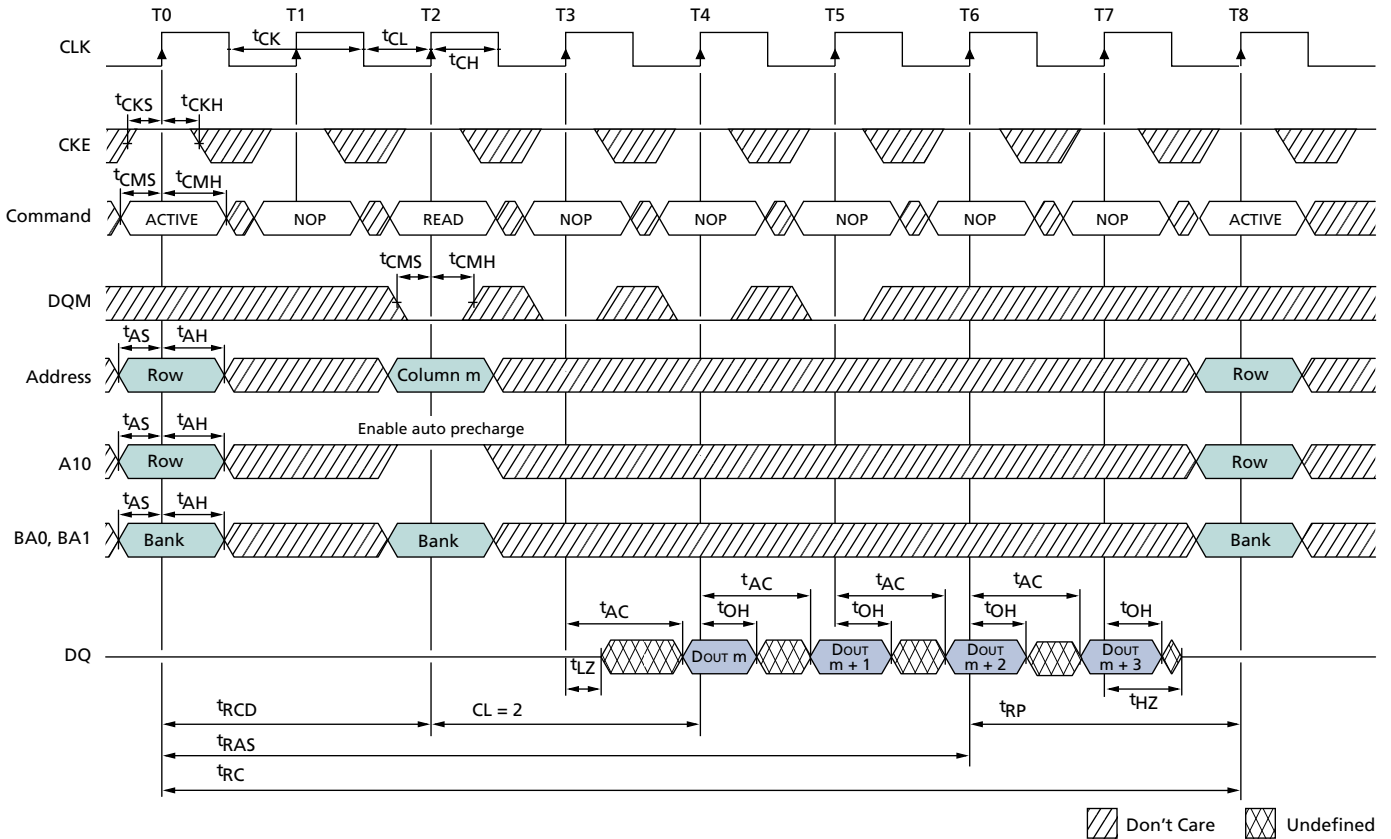 T0 T1 T2 T3 T4 T5 T6 T7 T8
CLK tCK tCL tCH
tCKS tCKH
CKE
tCMS tCMH
Command ACTIVE NOP READ NOP NOP NOP NOP NOP ACTIVE
tCMS tCMH
DQM
tAS tAH
Address Row Column m Row
tAS tAH Enable auto precharge
A10 Row Row
tAS tAH
BA0, BA1 Bank Bank Bank
tAC tAC tAC
tAC tOH tOH tOH tOH
DQ DOUT m DOUT m + 1 DOUT m + 2 DOUT m + 3
tLZ tHZ
tRCD CL = 2 tRP
tRAS
tRC
Don't Care Undefined